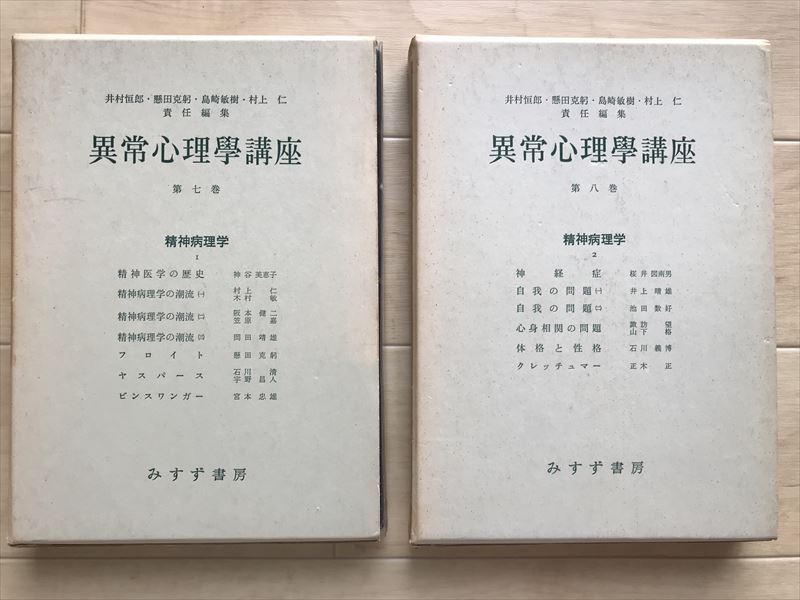 井村恒郎・懸田克躬・島崎敏樹・村上 仁
責任編集
異常心理學講座
第七巻
精神病理学
1
精神医学の歴史 神谷美恵子
精神病理学の潮流㈠ 村上 仁 木村 敏
精神病理学の潮流㈡ 阪本健二 笠原 嘉
精神病理学の潮流㈢ 岡田靖雄
フロイト 懸田克躬
ヤスパース 石川 清 宇野昌人
ビンスワンガー 宮本忠雄
みすず書房
井村恒郎・懸田克躬・島崎敏樹・村上 仁
責任編集
異常心理學講座
第八巻
精神病理学
2
神経症 桜井図南男
自我の問題㈠ 井上晴雄
自我の問題㈡ 池田数好
心身相関の問題 諏訪 望 山下 格
体格と性格 石川義博
クレッチュマー 正木 正
みすず書房